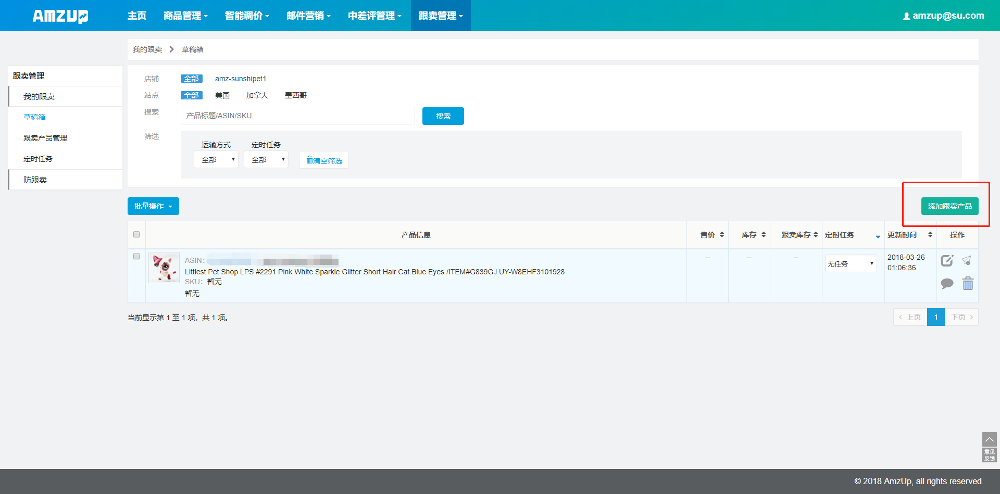 AMZUP
主页
商品管理
智能调价
邮件营销
中差评管理
跟卖管理
amzup@su.com
我的跟卖
草稿箱
跟卖管理
我的跟卖
草稿箱
跟卖产品管理
定时任务
防跟卖
店铺 全部 amz-sunshipet1
站点 全部 美国 加拿大 墨西哥
搜索 产品标题/ASIN/SKU 搜索
筛选
运输方式 定时任务
全部 全部 清空筛选
批量操作
添加跟卖产品
产品信息 售价 库存 跟卖库存 定时任务 更新时间 操作
ASIN:
Littlest Pet Shop LPS #2291 Pink White Sparkle Glitter Short Hair Cat Blue Eyes /ITEM#G839GJ UY-W8EHF3101928
SKU: 暂无
暂无
-- -- --
无任务
2018-03-26
01:06:36
当前显示第 1 至 1 项，共 1 项。
上页 1 下页
意见
反馈
© 2018 AmzUp, all rights reserved